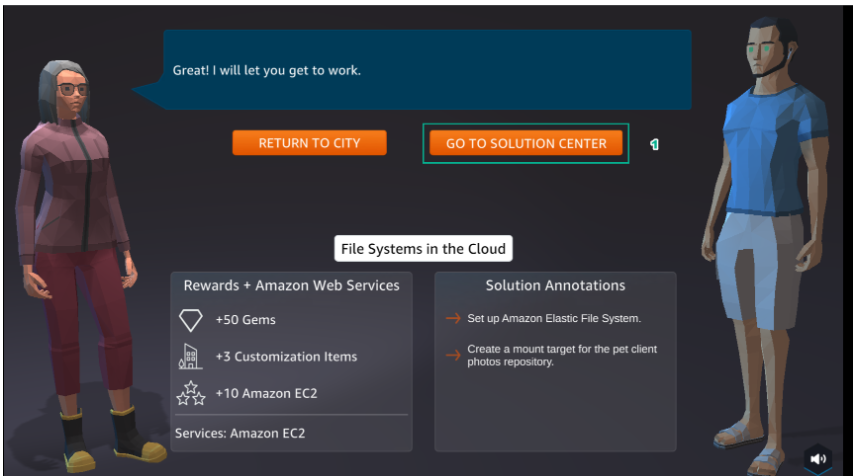 Great! I will let you get to work.
RETURN TO CITY
GO TO SOLUTION CENTER
1
File Systems in the Cloud
Rewards + Amazon Web Services
+50 Gems
+3 Customization Items
+10 Amazon EC2
Services: Amazon EC2
Solution Annotations
Set up Amazon Elastic File System.
Create a mount target for the pet client
photos repository.